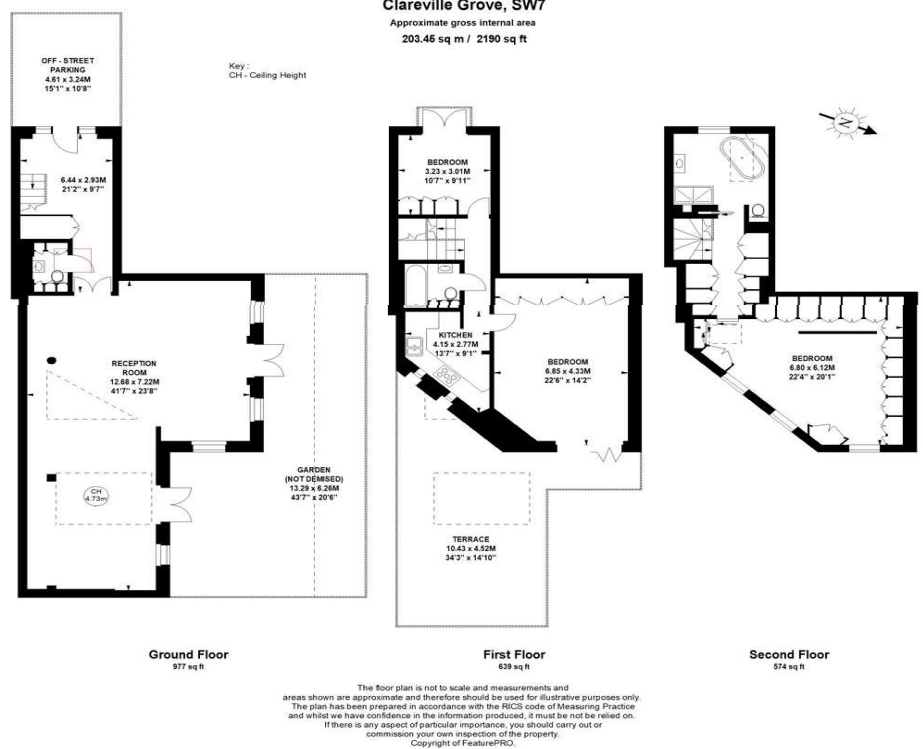 Clareville Grove, SW7
Approximate gross internal area
203.45 sq m / 2190 sq ft
Key :
CH - Ceiling Height
OFF - STREET
PARKING
4.61 x 3.24M
15'1" x 10'8"
6.44 x 2.93M
21'2" x 9'7"
RECEPTION
ROOM
12.68 x 7.22M
41'7" x 23'8"
CH
4.73m
GARDEN
(NOT DEMISED)
13.29 x 6.26M
43'7" x 20'6"
BEDROOM
3.23 x 3.01M
10'7" x 9'11"
KITCHEN
4.15 x 2.77M
13'7" x 9'1"
BEDROOM
6.85 x 4.33M
22'6" x 14'2"
TERRACE
10.43 x 4.52M
34'3" x 14'10"
N
BEDROOM
6.80 x 6.12M
22'4" x 20'1"
Ground Floor
977 sq ft
First Floor
639 sq ft
Second Floor
574 sq ft
The floor plan is not to scale and measurements and
areas shown are approximate and therefore should be used for illustrative purposes only.
The plan has been prepared in accordance with the RICS code of Measuring Practice
and whilst we have confidence in the information produced, it must be not be relied on.
If there is any aspect of particular importance, you should carry out or
commission your own inspection of the property.
Copyright of FeaturePRO.